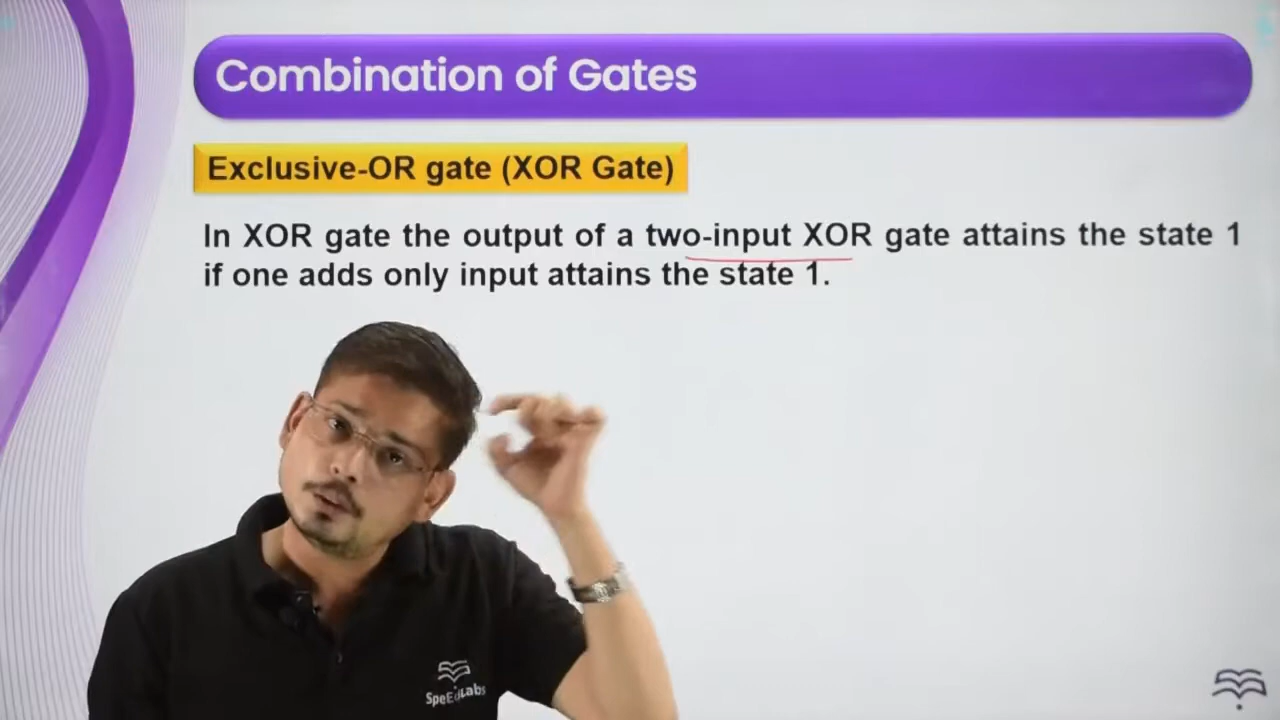 Combination of Gates
Exclusive-OR gate (XOR Gate)
In XOR gate the output of a two-input XOR gate attains the state 1
if one adds only input attains the state 1.
SpeEdLabs